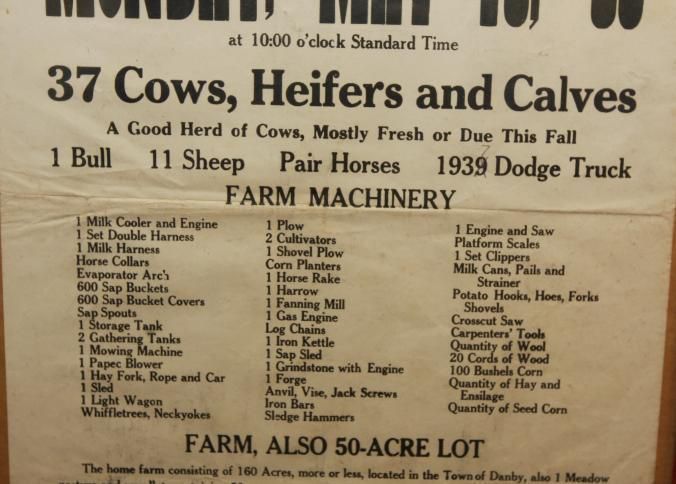 MONDAY, MAY 16,
at 10:00 o'clock Standard Time
37 Cows, Heifers and Calves
A Good Herd of Cows, Mostly Fresh or Due This Fall
1 Bull 11 Sheep Pair Horses 1939 Dodge Truck
FARM MACHINERY
1 Milk Cooler and Engine
1 Set Double Harness
1 Milk Harness
Horse Collars
Evaporator Arch
600 Sap Buckets
600 Sap Bucket Covers
Sap Spouts
1 Storage Tank
2 Gathering Tanks
1 Mowing Machine
1 Papec Blower
1 Hay Fork, Rope and Car
1 Sled
1 Light Wagon
Whiffletrees, Neckyokes
1 Plow
2 Cultivators
1 Shovel Plow
Corn Planters
1 Horse Rake
1 Harrow
1 Fanning Mill
1 Gas Engine
Log Chains
1 Iron Kettle
1 Sap Sled
1 Grindstone with Engine
1 Forge
Anvil, Vise, Jack Screws
Iron Bars
Sledge Hammers
1 Engine and Saw
Platform Scales
1 Set Clippers
Milk Cans, Pails and
Strainer
Potato Hooks, Hoes, Forks
Shovels
Crosscut Saw
Carpenters' Tools
Quantity of Wool
20 Cords of Wood
100 Bushels Corn
Quantity of Hay and
Ensilage
Quantity of Seed Corn
FARM, ALSO 50-ACRE LOT
The home farm consisting of 160 Acres, more or less, located in the Town of Danby, also 1 Meadow